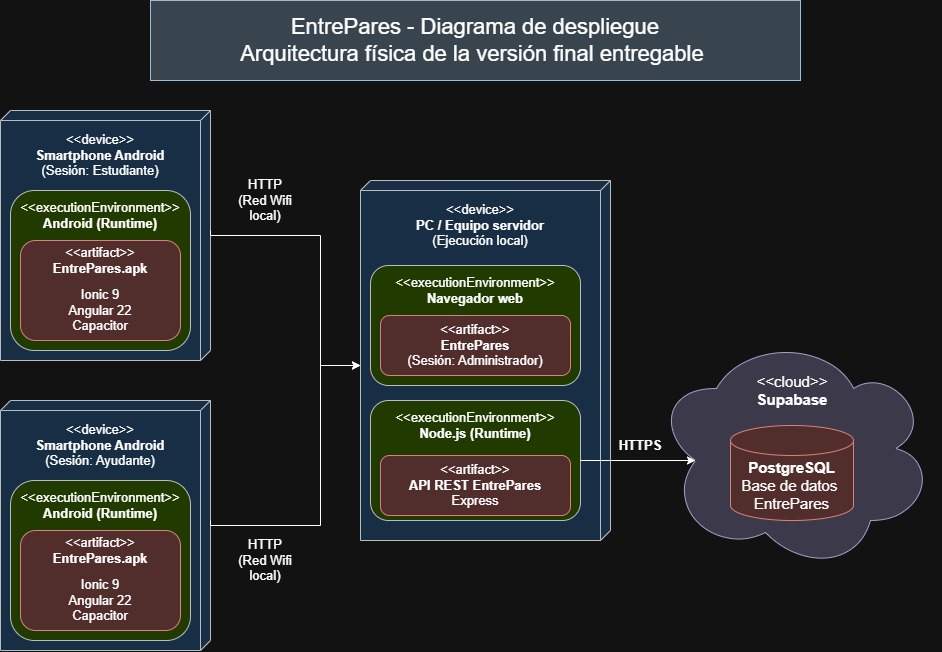 EntrePares - Diagrama de despliegue
Arquitectura física de la versión final entregable
<<device>>
Smartphone Android
(Sesión: Estudiante)
<<executionEnvironment>>
Android (Runtime)
<<artifact>>
EntrePares.apk
Ionic 9
Angular 22
Capacitor
HTTP
(Red Wifi
local)
<<device>>
PC / Equipo servidor
(Ejecución local)
<<executionEnvironment>>
Navegador web
<<artifact>>
EntrePares
(Sesión: Administrador)
<<executionEnvironment>>
Node.js (Runtime)
<<artifact>>
API REST EntrePares
Express
<<device>>
Smartphone Android
(Sesión: Ayudante)
<<executionEnvironment>>
Android (Runtime)
<<artifact>>
EntrePares.apk
Ionic 9
Angular 22
Capacitor
HTTP
(Red Wifi
local)
HTTPS
<<cloud>>
Supabase
PostgreSQL
Base de datos
EntrePares